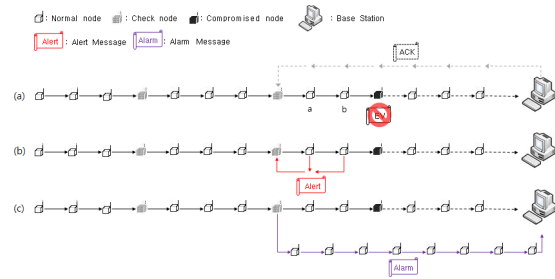 : Normal node : Check node : Compromised node : Base Station
Alert : Alert Message Alarm : Alarm Message
ACK
(a)
a b EV
(b)
Alert
(c)
Alarm